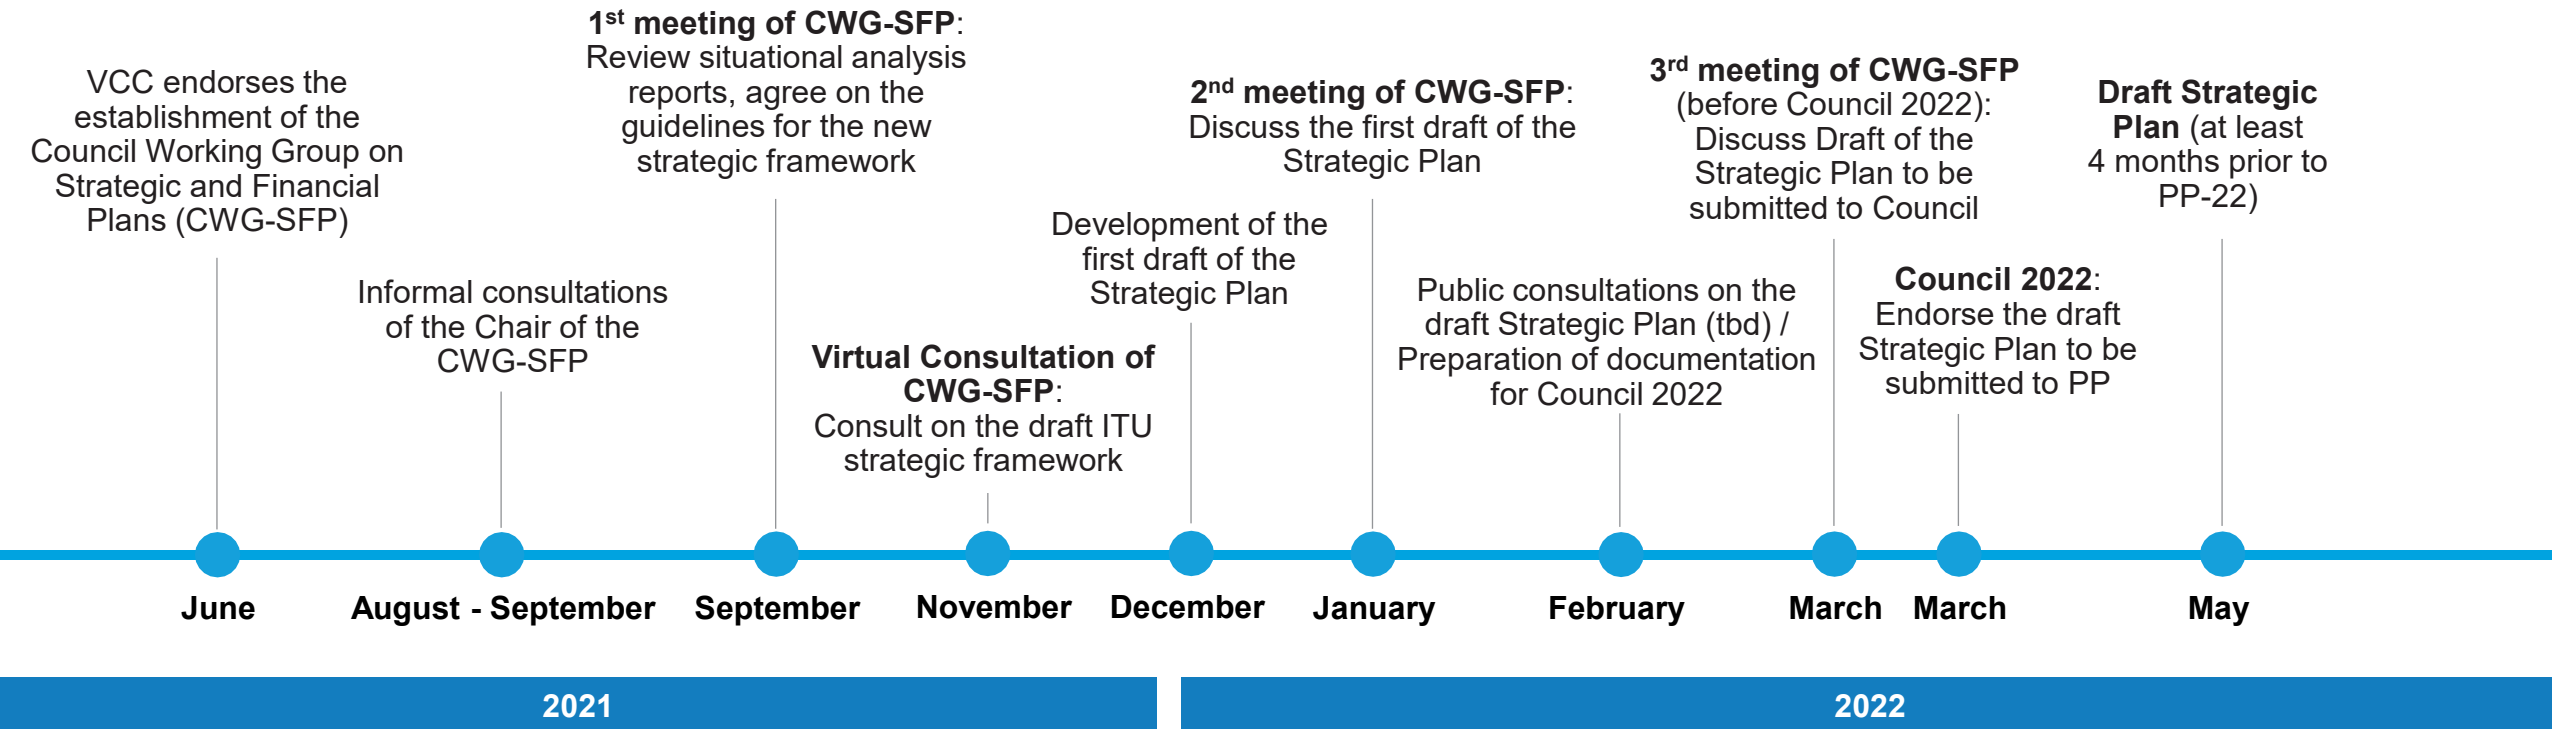 VCC endorses the
establishment of the
Council Working Group on
Strategic and Financial
Plans (CWG-SFP)
Informal consultations
of the Chair of the
CWG-SFP
1st meeting of CWG-SFP:
Review situational analysis
reports, agree on the
guidelines for the new
strategic framework
Virtual Consultation of
CWG-SFP:
Consult on the draft ITU
strategic framework
Development of the
first draft of the
Strategic Plan
2nd meeting of CWG-SFP:
Discuss the first draft of the
Strategic Plan
Public consultations on the
draft Strategic Plan (tbd) /
Preparation of documentation
for Council 2022
3rd meeting of CWG-SFP
(before Council 2022):
Discuss Draft of the
Strategic Plan to be
submitted to Council
Council 2022:
Endorse the draft
Strategic Plan to be
submitted to PP
Draft Strategic
Plan (at least
4 months prior to
PP-22)
June
August - September
September
November
December
January
February
March
March
May
2021
2022